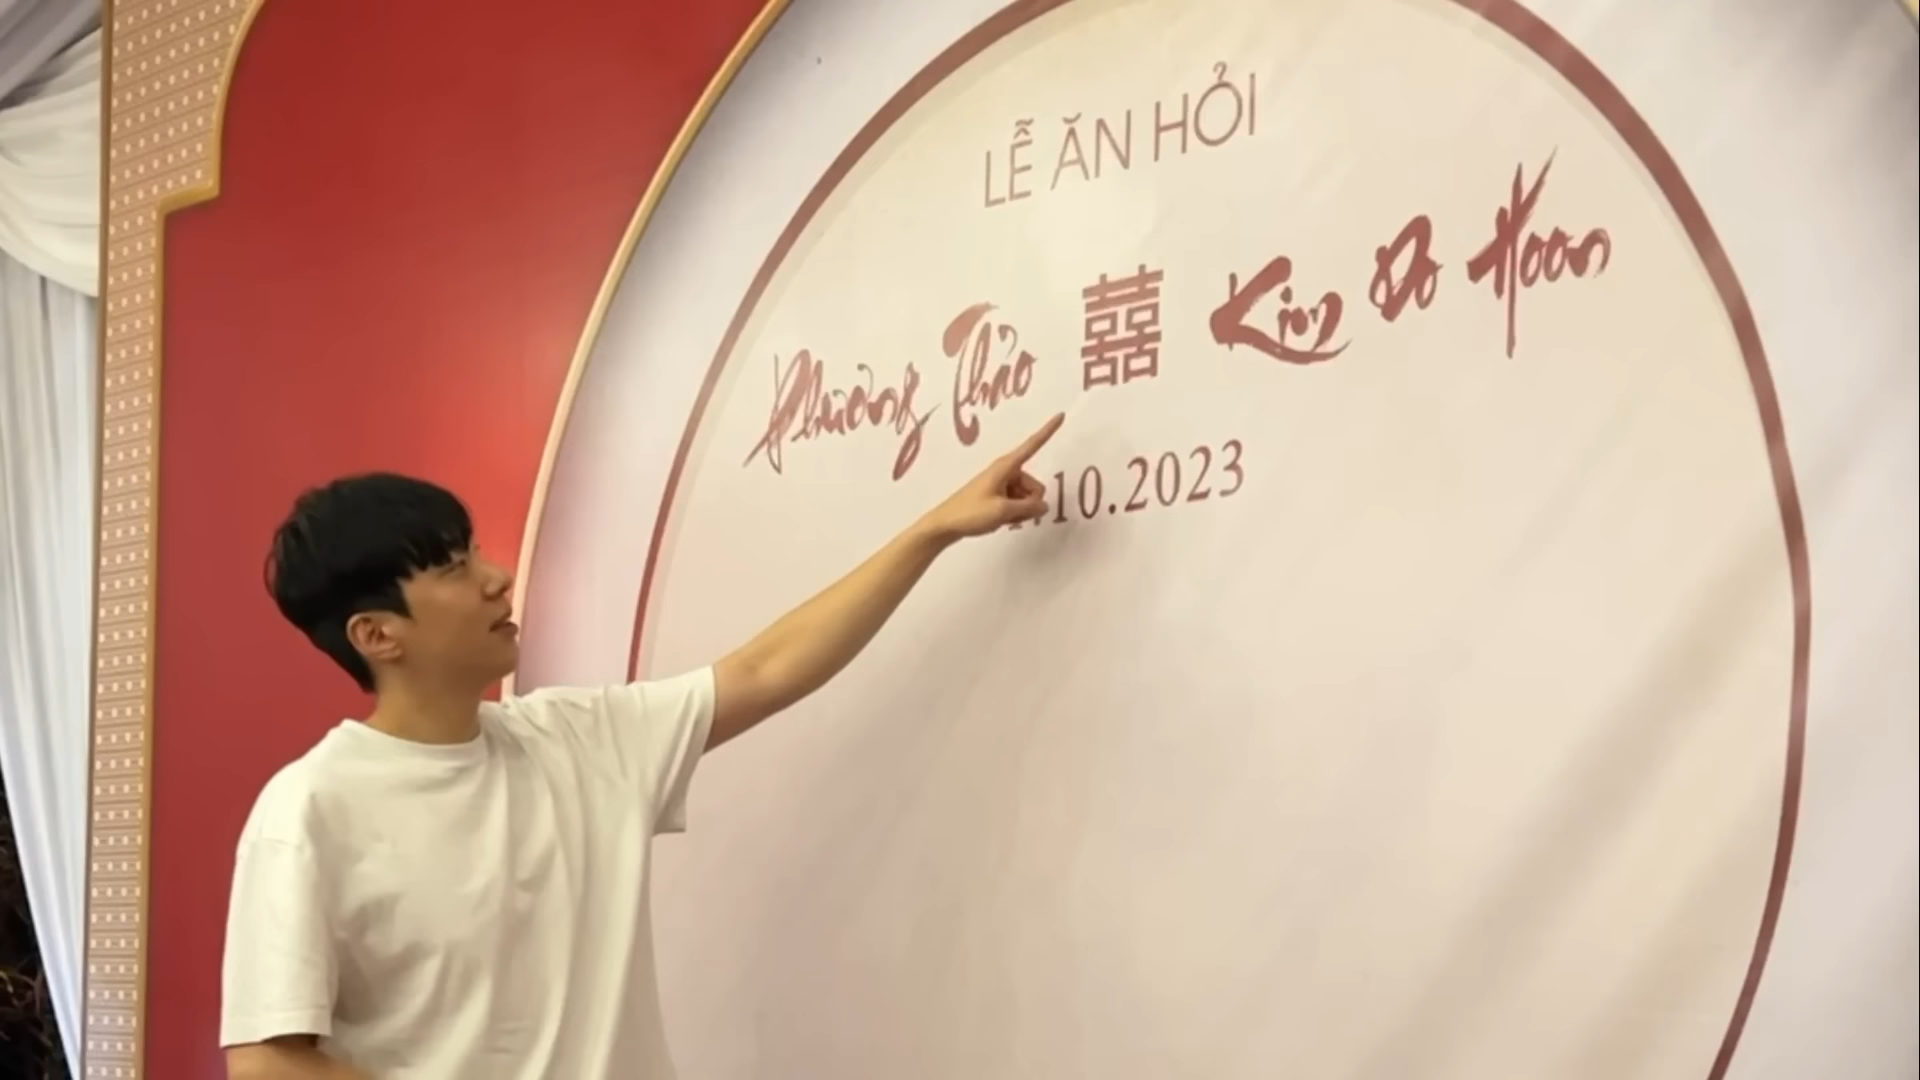 LỄ ĂN HỎI
Phương Thảo 囍 Kim Do Hoon
.10.2023